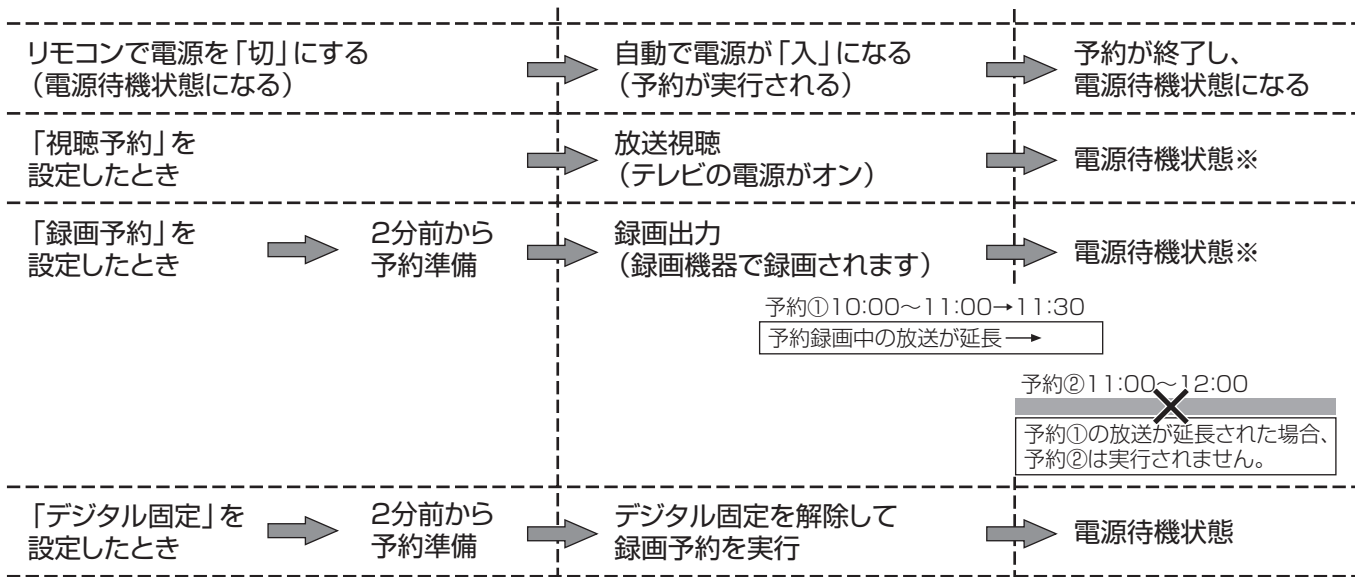 リモコンで電源を「切」にする
（電源待機状態になる）
自動で電源が「入」になる
（予約が実行される）
予約が終了し、
電源待機状態になる
「視聴予約」を
設定したとき
放送視聴
（テレビの電源がオン）
電源待機状態※
「録画予約」を
設定したとき
2分前から
予約準備
録画出力
（録画機器で録画されます）
電源待機状態※
予約①10:00～11:00→11:30
予約録画中の放送が延長→
予約②11:00～12:00
予約①の放送が延長された場合、
予約②は実行されません。
「デジタル固定」を
設定したとき
2分前から
予約準備
デジタル固定を解除して
録画予約を実行
電源待機状態